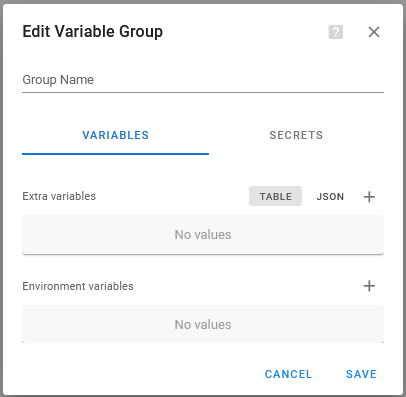 Edit Variable Group ?
Group Name
VARIABLES SECRETS
Extra variables TABLE JSON
No values
Environment variables
No values
CANCEL SAVE